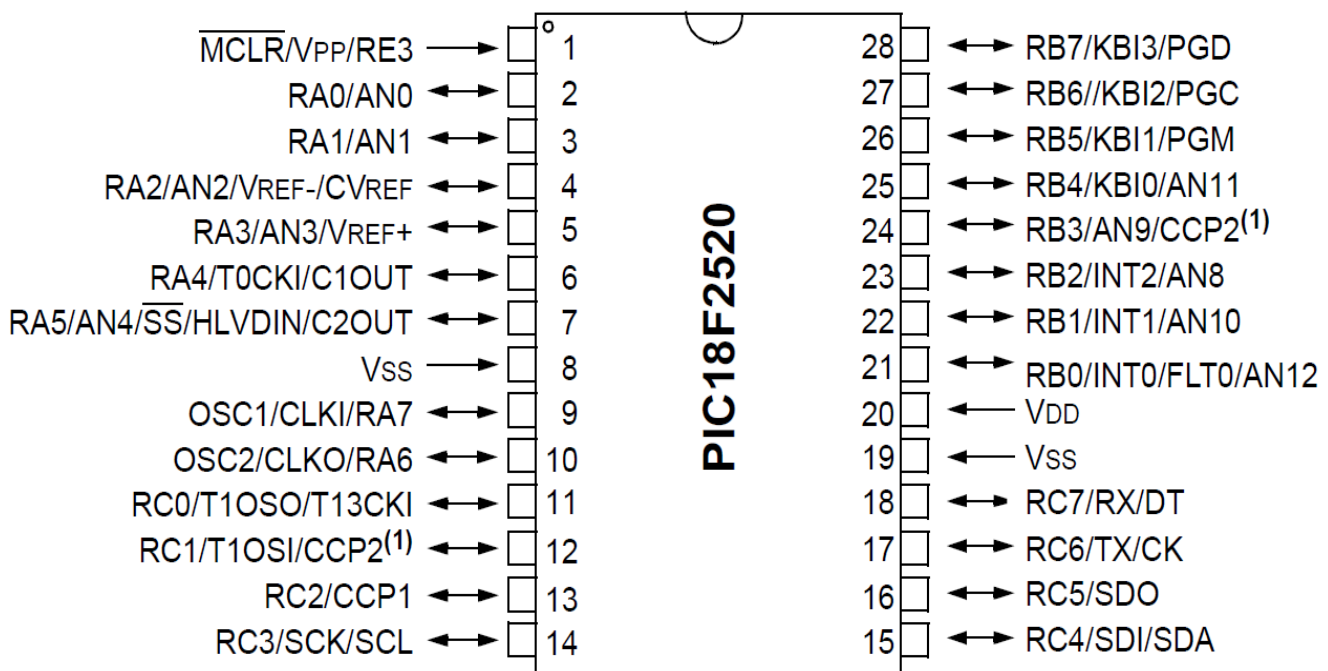 M̅C̅L̅R̅/VPP/RE3
RA0/AN0
RA1/AN1
RA2/AN2/VREF-/CVREF
RA3/AN3/VREF+
RA4/T0CKI/C1OUT
RA5/AN4/S̅S̅/HLVDIN/C2OUT
VSS
OSC1/CLKI/RA7
OSC2/CLKO/RA6
RC0/T1OSO/T13CKI
RC1/T1OSI/CCP2(1)
RC2/CCP1
RC3/SCK/SCL
1
2
3
4
5
6
7
8
9
10
11
12
13
14
PIC18F2520
28
27
26
25
24
23
22
21
20
19
18
17
16
15
RB7/KBI3/PGD
RB6//KBI2/PGC
RB5/KBI1/PGM
RB4/KBI0/AN11
RB3/AN9/CCP2(1)
RB2/INT2/AN8
RB1/INT1/AN10
RB0/INT0/FLT0/AN12
VDD
VSS
RC7/RX/DT
RC6/TX/CK
RC5/SDO
RC4/SDI/SDA